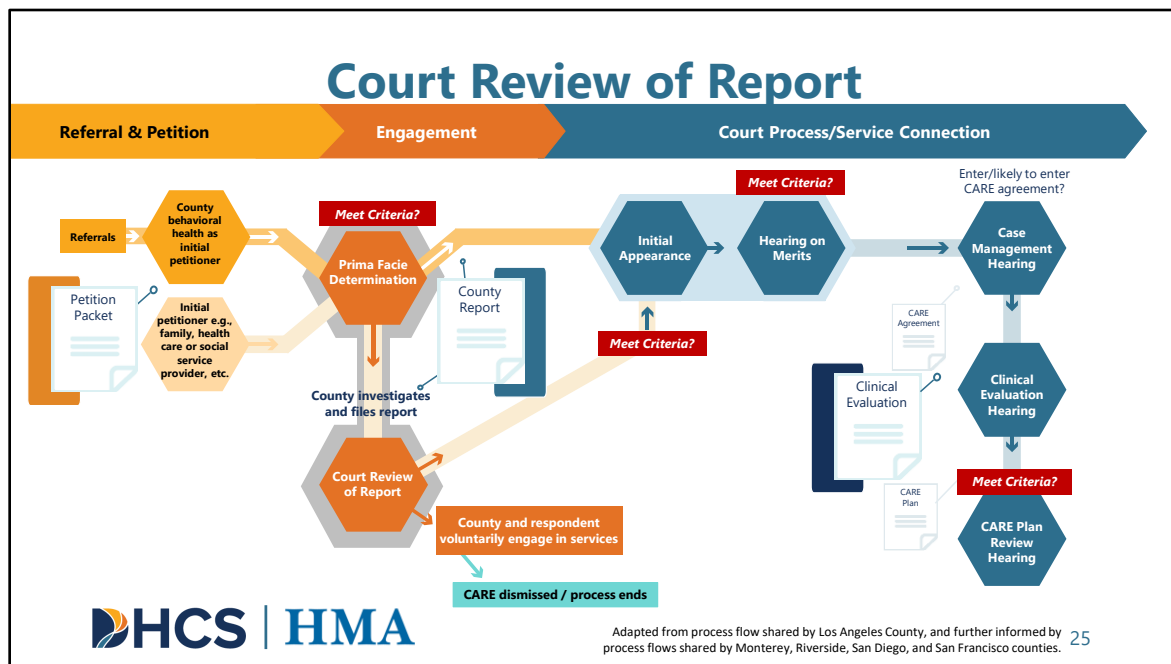 Court Review of Report
Referral & Petition
Engagement
Court Process/Service Connection
Referrals
County
behavioral
health as
initial
petitioner
Petition
Packet
Initial
petitioner e.g.,
family, health
care or social
service
provider, etc.
Meet Criteria?
Prima Facie
Determination
County
Report
County investigates
and files report
Court Review
of Report
County and respondent
voluntarily engage in services
CARE dismissed / process ends
Meet Criteria?
Initial
Appearance
Meet Criteria?
Hearing on
Merits
Enter/likely to enter
CARE agreement?
Case
Management
Hearing
CARE
Agreement
Clinical
Evaluation
Clinical
Evaluation
Hearing
CARE
Plan
Meet Criteria?
CARE Plan
Review
Hearing
DHCS
HMA
Adapted from process flow shared by Los Angeles County, and further informed by
process flows shared by Monterey, Riverside, San Diego, and San Francisco counties.
25